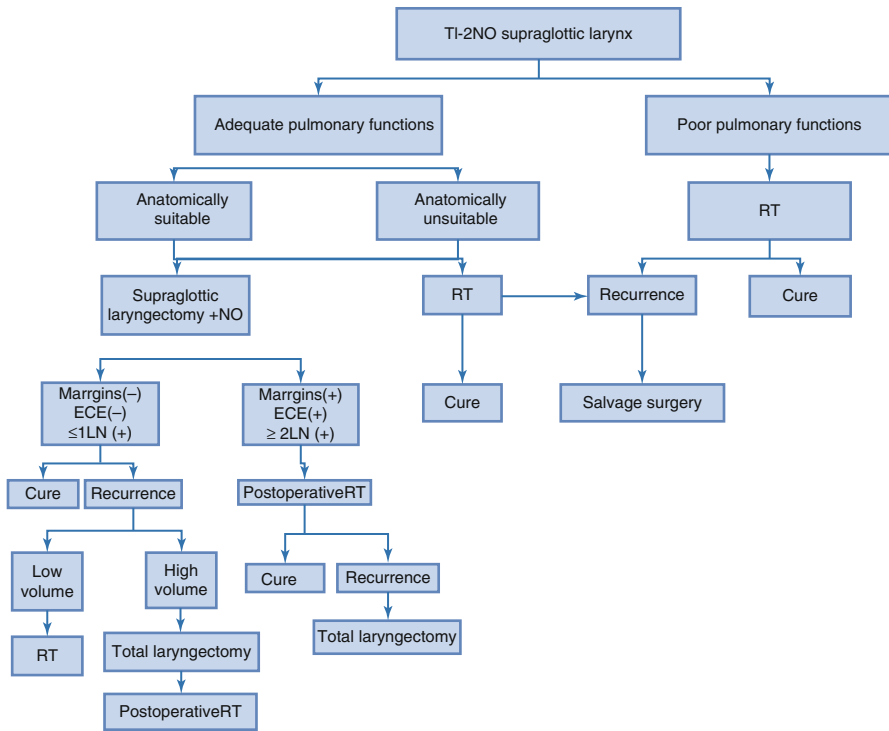 Tl-2NO supraglottic larynx
Adequate pulmonary functions
Poor pulmonary functions
Anatomically
suitable
Anatomically
unsuitable
RT
Supraglottic
laryngectomy +NO
RT
Recurrence
Cure
Marrgins(–)
ECE(–)
≤1LN (+)
Marrgins(+)
ECE(+)
≥ 2LN (+)
Cure
Salvage surgery
Cure
Recurrence
PostoperativeRT
Low
volume
High
volume
Cure
Recurrence
RT
Total laryngectomy
Total laryngectomy
PostoperativeRT